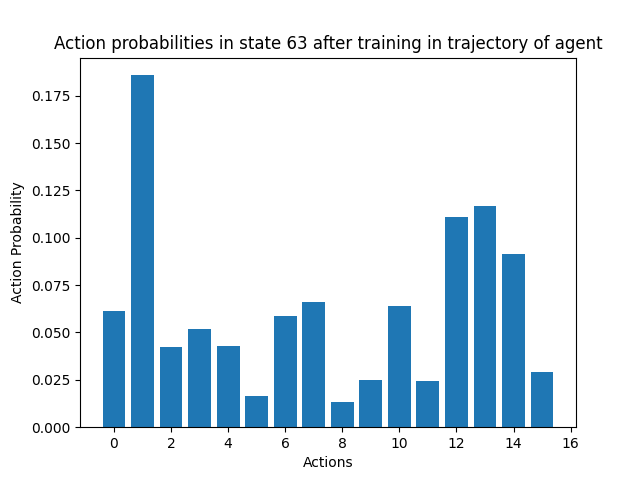 Action probabilities in state 63 after training in trajectory of agent
0.175
0.150
0.125
0.100
0.075
0.050
0.025
0.000
Action Probability
0 2 4 6 8 10 12 14 16
Actions